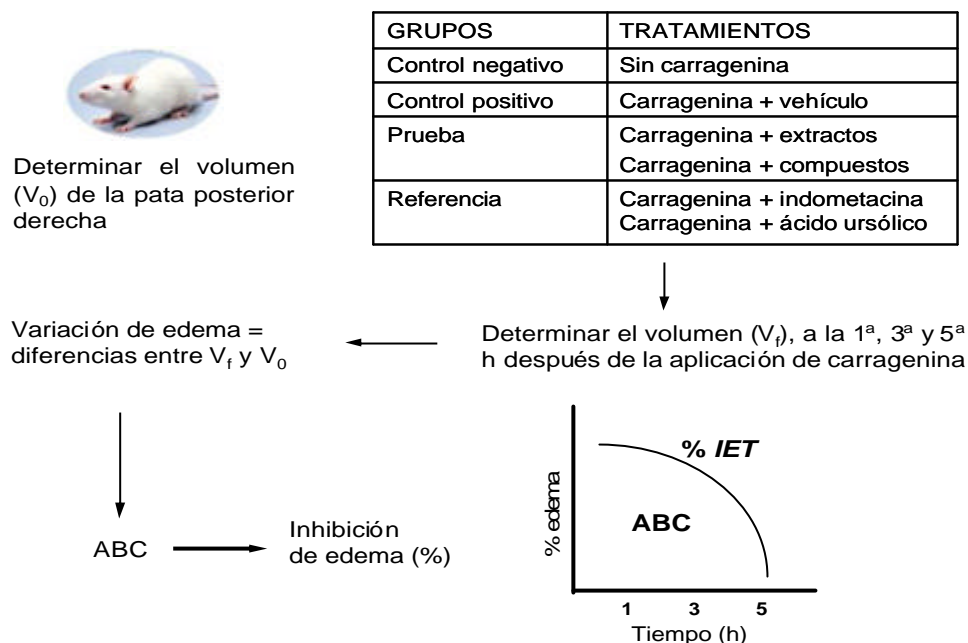 GRUPOS TRATAMIENTOS
Control negativo Sin carragenina
Control positivo Carragenina + vehículo
Prueba Carragenina + extractos
Carragenina + compuestos
Referencia Carragenina + indometacina
Carragenina + ácido ursólico
Determinar el volumen
(V₀) de la pata posterior
derecha
Determinar el volumen (Vf), a la 1ª, 3ª y 5ª
h después de la aplicación de carragenina
Variación de edema =
diferencias entre Vf y V₀
ABC
Inhibición
de edema (%)
% edema
% IET
ABC
1 3 5
Tiempo (h)